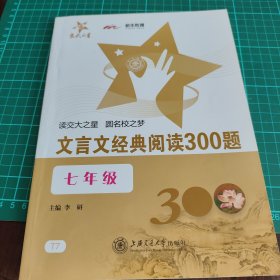 交大之星
读交大之星 圆名校之梦
文言文经典阅读300题
七年级
300
主编 李 研
T7
上海交通大学出版社